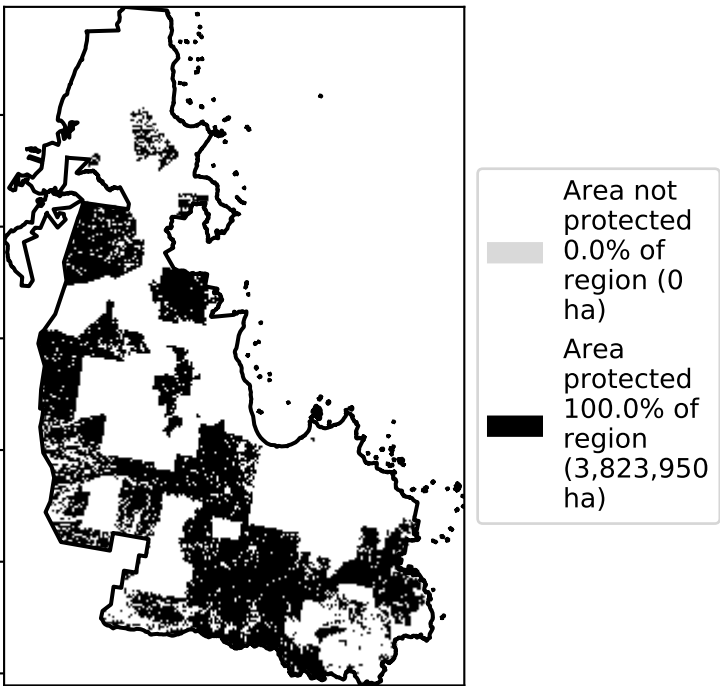 Area not
protected
0.0% of
region (0
ha)
Area
protected
100.0% of
region
(3,823,950
ha)